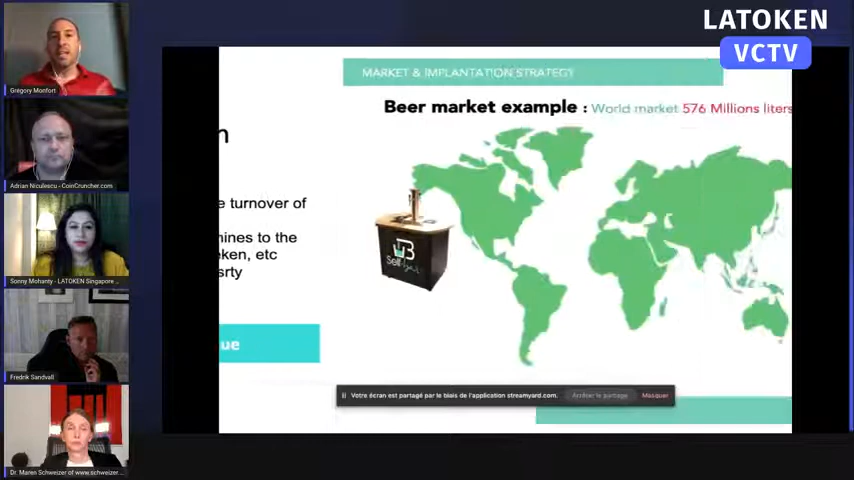 LATOKEN
VCTV
MARKET & IMPLANTATION STRATEGY
Beer market example : World market 576 Millions liters
n
e turnover of
nines to the
eken, etc
srty
ue
B
Self
Votre écran est partagé par le biais de l'application streamyard.com.
Arrêter le partage
Masquer
Gregory Monfort
Adrian Niculescu - CoinCruncher.com
Sonny Mohanty - LATOKEN Singapore ...
Fredrik Sandvall
Dr. Maren Schweizer of www.schweizer...